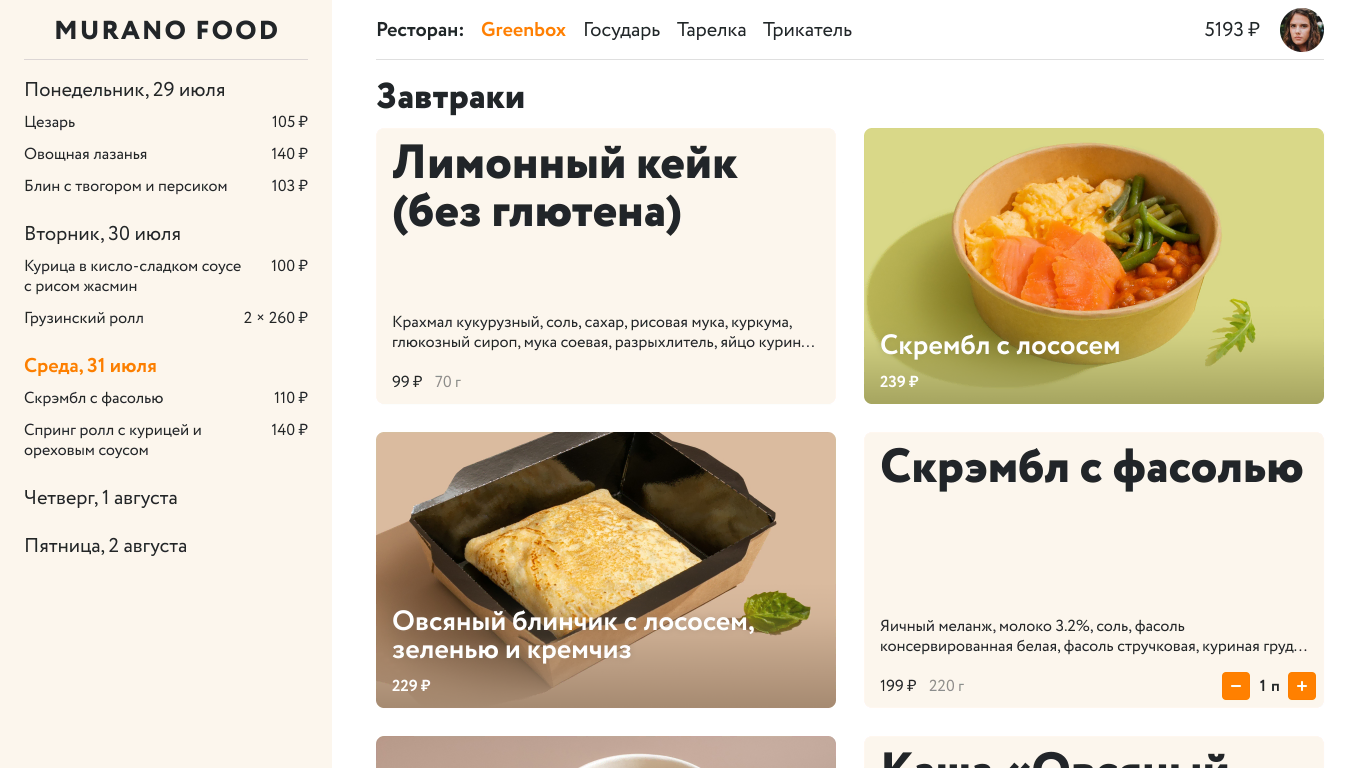 MURANO FOOD
Понедельник, 29 июля
Цезарь 105 ₽
Овощная лазанья 140 ₽
Блин с твогором и персиком 103 ₽
Вторник, 30 июля
Курица в кисло-сладком соусе 100 ₽
с рисом жасмин
Грузинский ролл 2 × 260 ₽
Среда, 31 июля
Скрэмбл с фасолью 110 ₽
Спринг ролл с курицей и 140 ₽
ореховым соусом
Четверг, 1 августа
Пятница, 2 августа
Ресторан: Greenbox Государь Тарелка Трикатель 5193 ₽
Завтраки
Лимонный кейк
(без глютена)
Крахмал кукурузный, соль, сахар, рисовая мука, куркума,
глюкозный сироп, мука соевая, разрыхлитель, яйцо курин…
99 ₽ 70 г
Скрембл с лососем
239 ₽
Овсяный блинчик с лососем,
зеленью и кремчиз
229 ₽
Скрэмбл с фасолью
Яичный меланж, молоко 3.2%, соль, фасоль
консервированная белая, фасоль стручковая, куриная груд…
199 ₽ 220 г − 1 п +
Каша «Овсяный